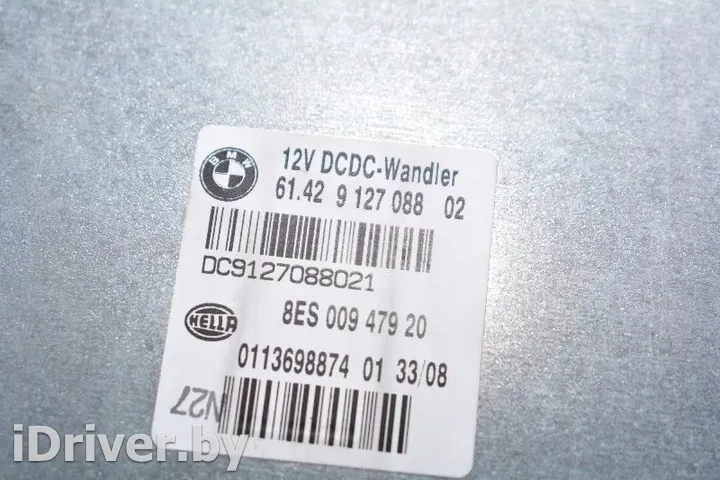 BMW
12V DCDC-Wandler
61.42 9 127 088 02
DC9127088021
HELLA
8ES 009 479 20
0113698874 01 33/08
N27
iDriver.by